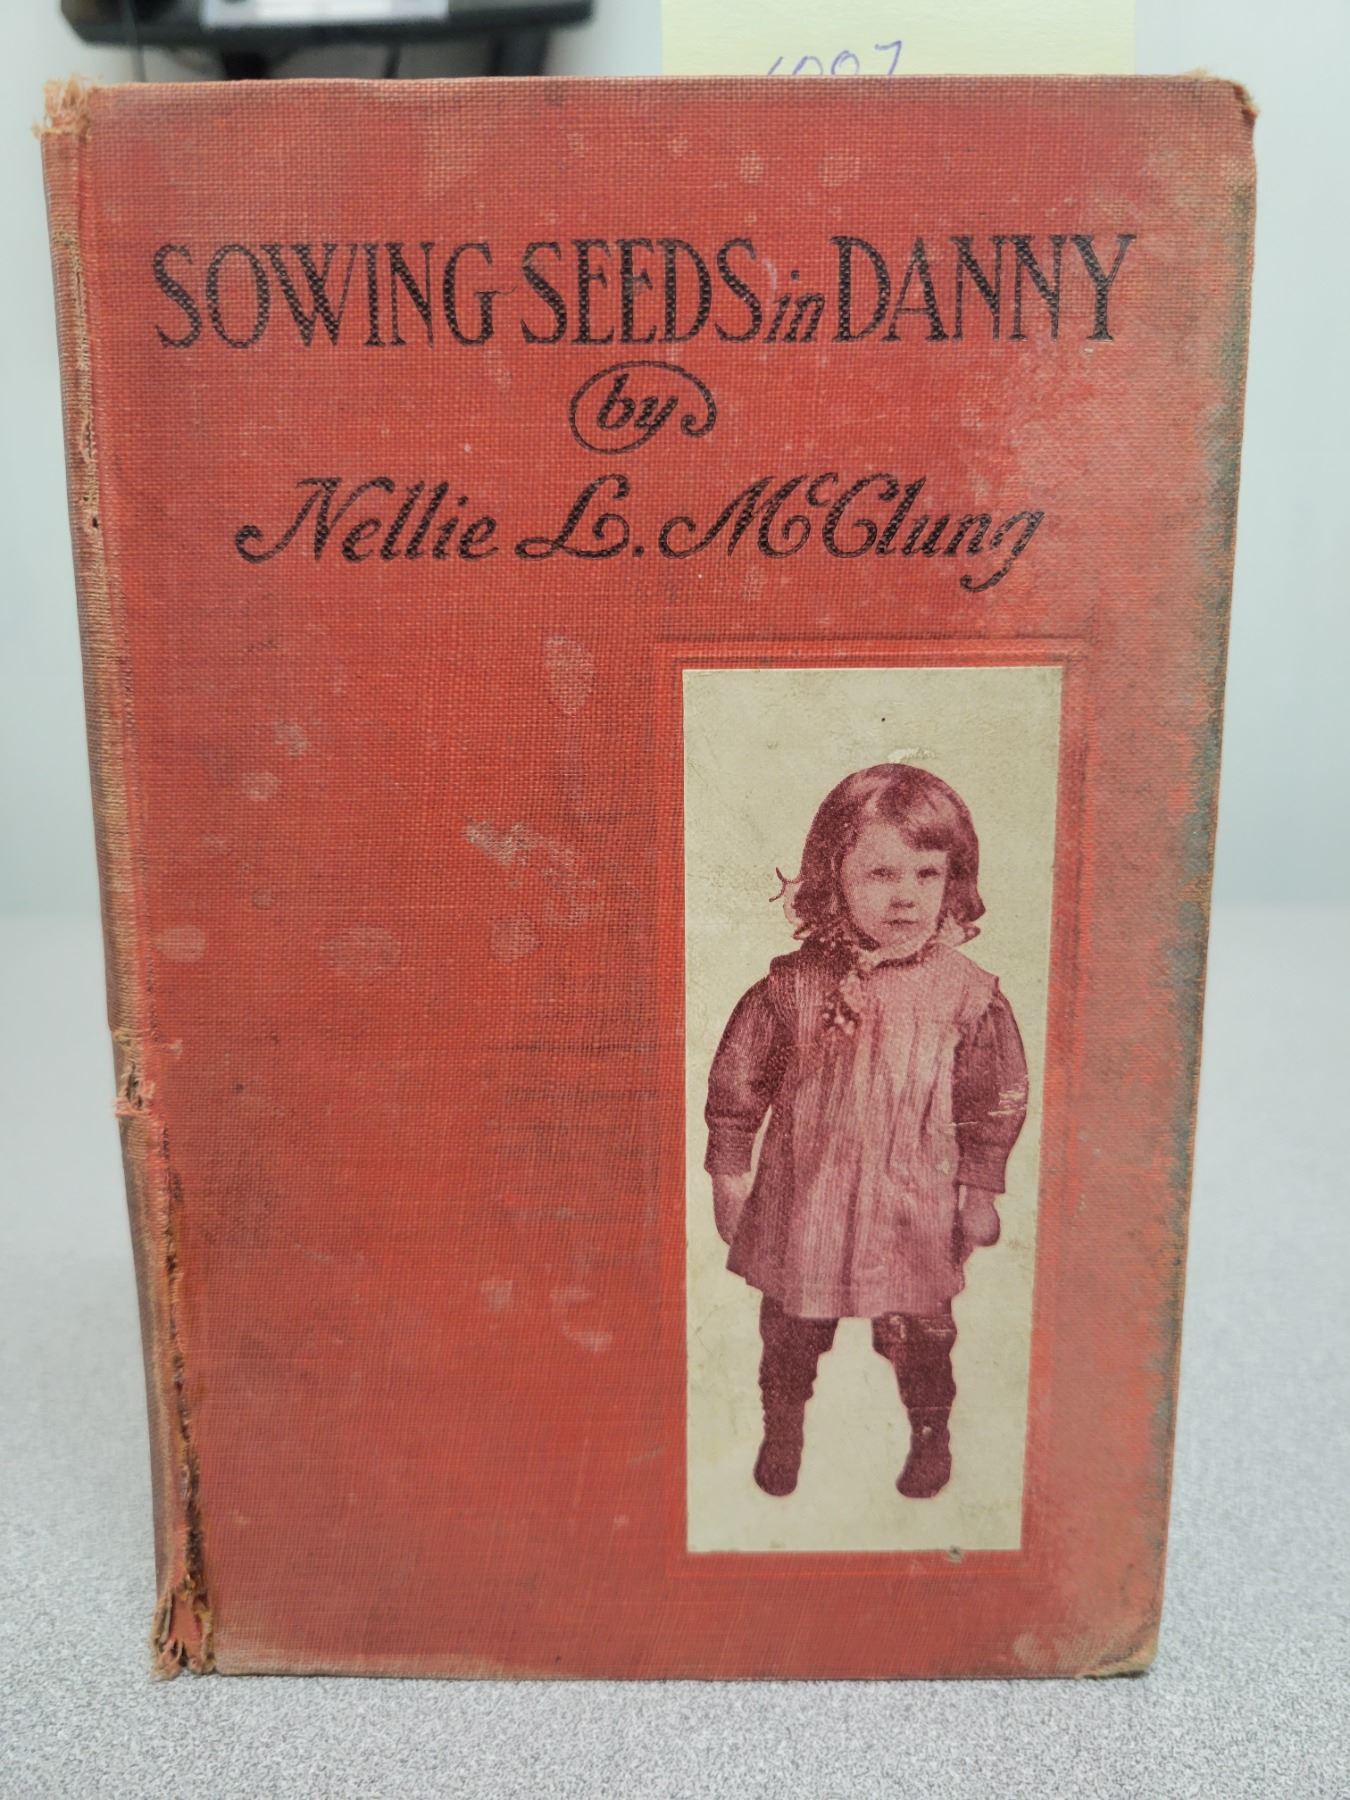 SOWING SEEDS in DANNY
by
Nellie L. McClung